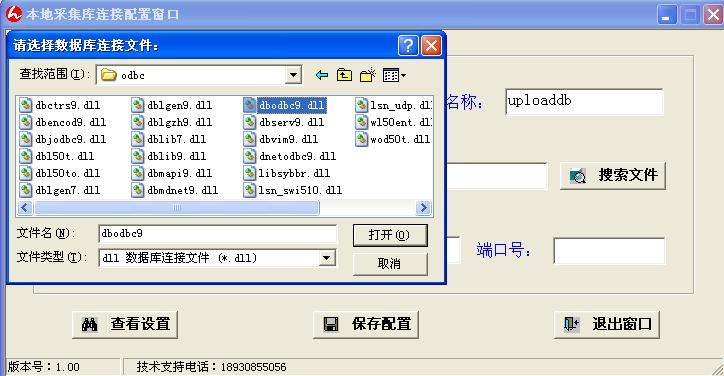 本地采集库连接配置窗口
请选择数据库连接文件:
查找范围(I): odbc
dbctrs9.dll dblgen9.dll dbodbc9.dll lsn_udp.dl
dbencod9.dll dblgzh9.dll dbserv9.dll wl50ent.dl
dbjodbc9.dll dblib7.dll dbvim9.dll wod50t.dll
dbl50t.dll dblib9.dll dnetodbc9.dll
dbl50to.dll dbmapi9.dll libsybbr.dll
dblgen7.dll dbmdnet9.dll lsn_swi510.dll
文件名(N): dbodbc9 打开(O)
文件类型(T): dll 数据库连接文件 (*.dll) 取消
名称: uploaddb
搜索文件
端口号:
查看设置 保存配置 退出窗口
版本号:1.00 技术支持电话:18930855056